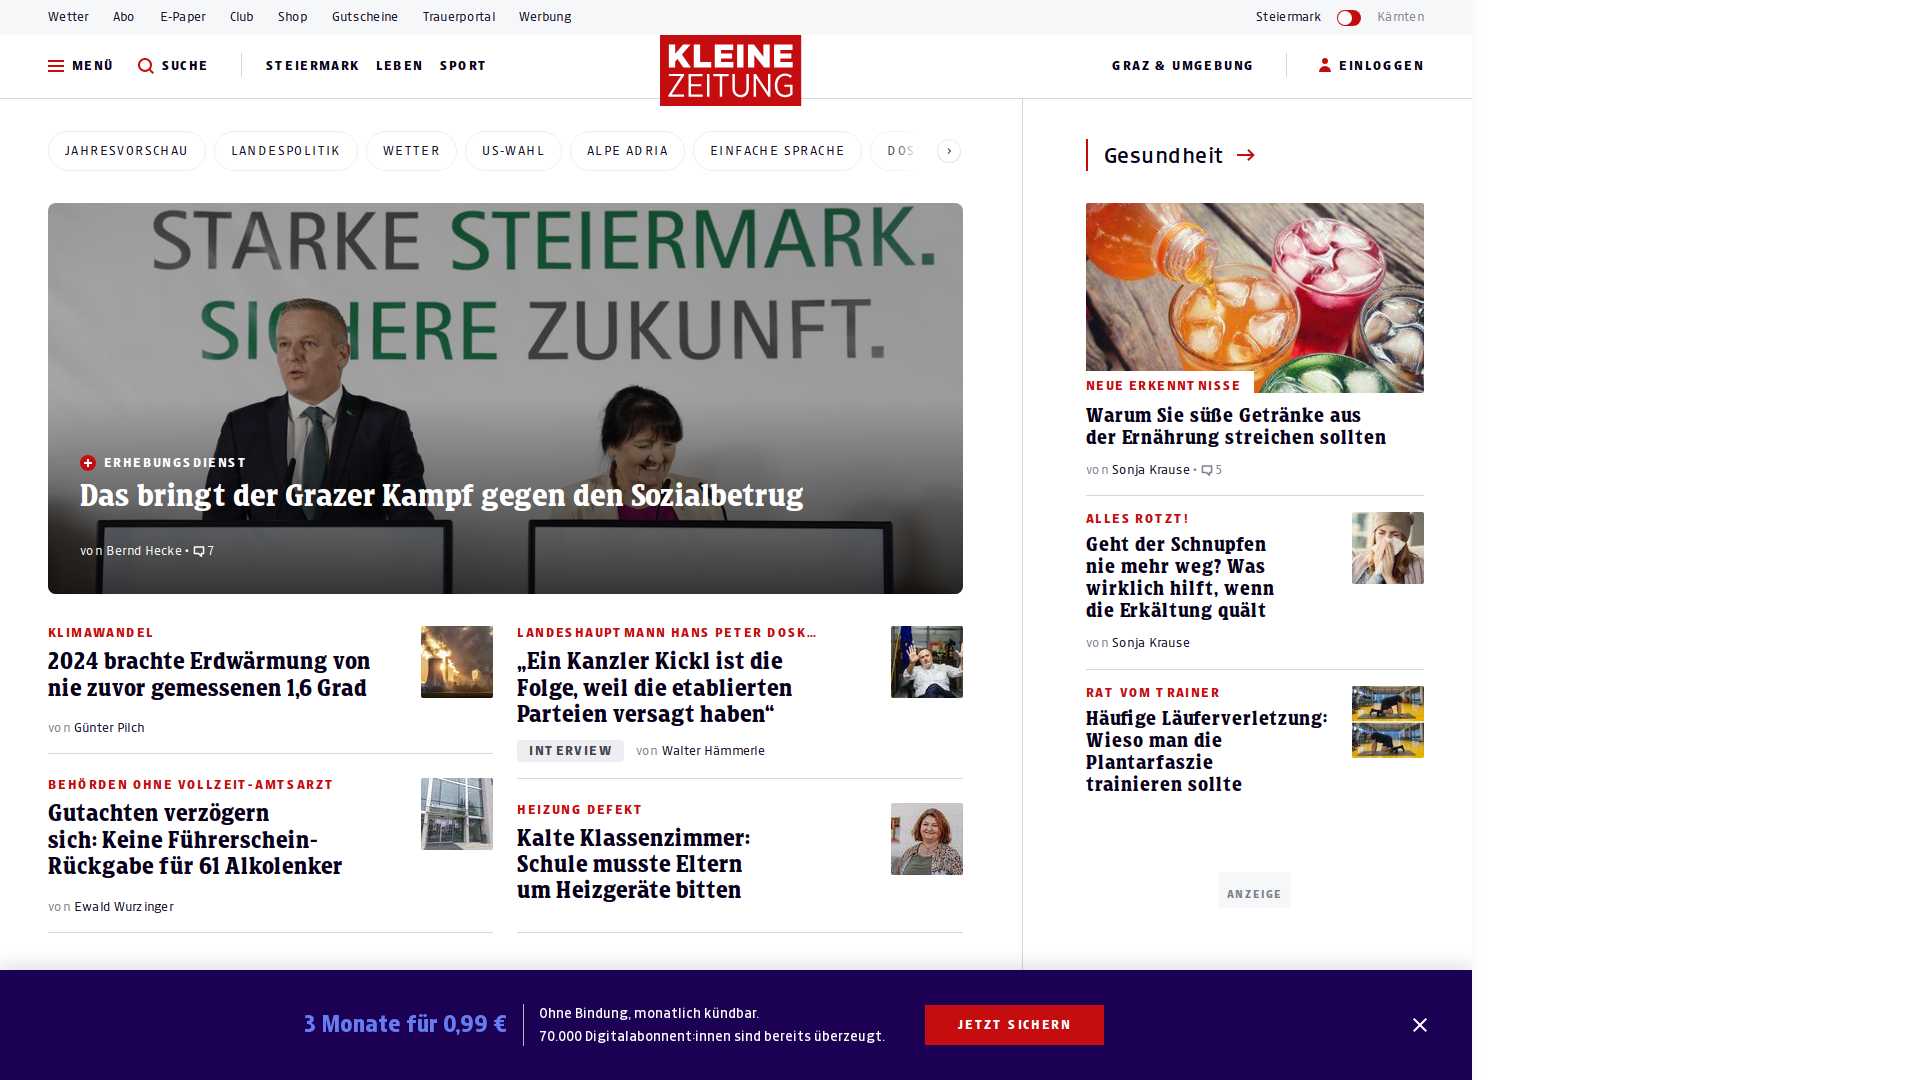 Wetter Abo E-Paper Club Shop Gutscheine Trauerportal Werbung Steiermark Kärnten
MENÜ SUCHE STEIERMARK LEBEN SPORT KLEINE ZEITUNG GRAZ & UMGEBUNG EINLOGGEN
JAHRESVORSCHAU LANDESPOLITIK WETTER US-WAHL ALPE ADRIA EINFACHE SPRACHE DOS
STARKE STEIERMARK.
SICHERE ZUKUNFT.
ERHEBUNGSDIENST
Das bringt der Grazer Kampf gegen den Sozialbetrug
von Bernd Hecke • 7
KLIMAWANDEL
2024 brachte Erdwärmung von
nie zuvor gemessenen 1,6 Grad
von Günter Pilch
BEHÖRDEN OHNE VOLLZEIT-AMTSARZT
Gutachten verzögern
sich: Keine Führerschein-
Rückgabe für 61 Alkolenker
von Ewald Wurzinger
LANDESHAUPTMANN HANS PETER DOSK...
„Ein Kanzler Kickl ist die
Folge, weil die etablierten
Parteien versagt haben“
INTERVIEW von Walter Hämmerle
HEIZUNG DEFEKT
Kalte Klassenzimmer:
Schule musste Eltern
um Heizgeräte bitten
Gesundheit
NEUE ERKENNTNISSE
Warum Sie süße Getränke aus
der Ernährung streichen sollten
von Sonja Krause • 5
ALLES ROTZT!
Geht der Schnupfen
nie mehr weg? Was
wirklich hilft, wenn
die Erkältung quält
von Sonja Krause
RAT VOM TRAINER
Häufige Läuferverletzung:
Wieso man die
Plantarfaszie
trainieren sollte
ANZEIGE
3 Monate für 0,99 €
Ohne Bindung, monatlich kündbar.
70.000 Digitalabonnent:innen sind bereits überzeugt.
JETZT SICHERN